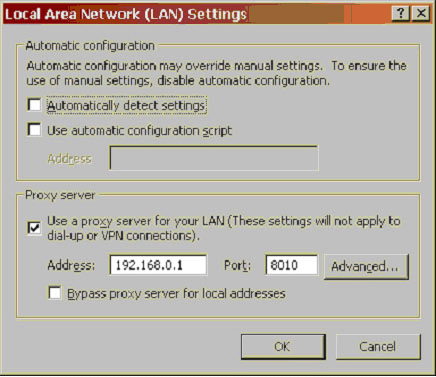 Local Area Network (LAN) Settings
Automatic configuration
Automatic configuration may override manual settings. To ensure the
use of manual settings, disable automatic configuration.
Automatically detect settings
Use automatic configuration script
Address
Proxy server
Use a proxy server for your LAN (These settings will not apply to
dial-up or VPN connections).
Address: 192.168.0.1 Port: 8010 Advanced...
Bypass proxy server for local addresses
OK Cancel